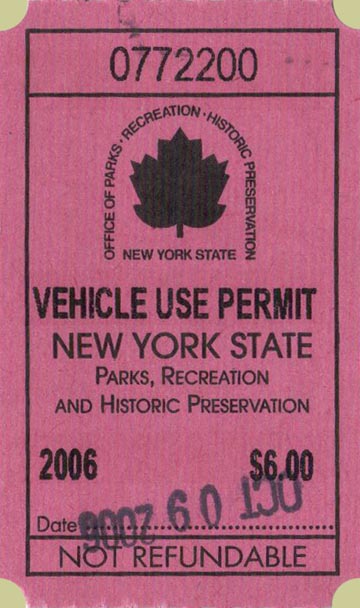 0772200
OFFICE OF PARKS · RECREATION · HISTORIC PRESERVATION
NEW YORK STATE
VEHICLE USE PERMIT
NEW YORK STATE
PARKS, RECREATION
AND HISTORIC PRESERVATION
2006 $6.00
Date OCT 09 2006
NOT REFUNDABLE